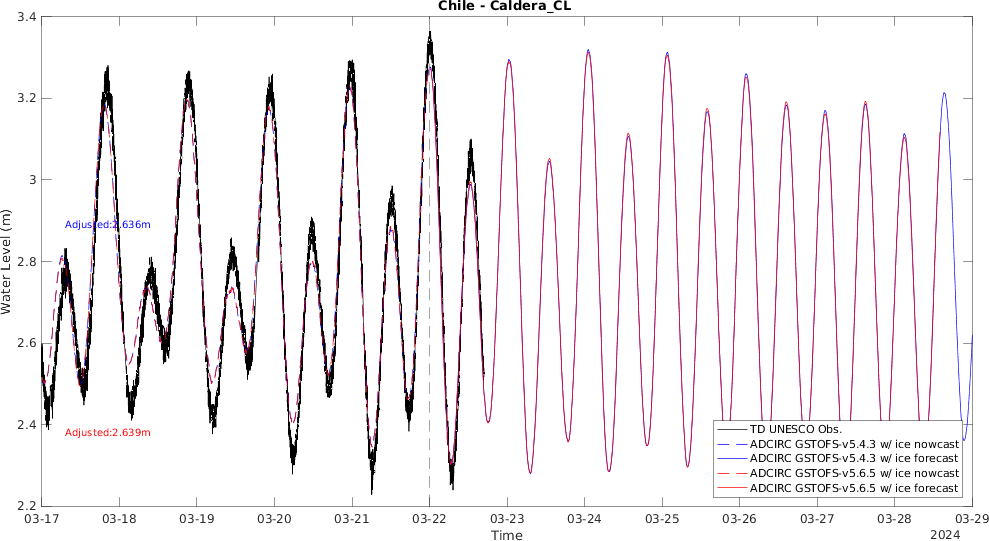 Chile - Caldera_CL
3.4
3.2
3
2.8
2.6
2.4
2.2
Water Level (m)
Adjusted:2.636m
Adjusted:2.639m
TD UNESCO Obs.
ADCIRC GSTOFS-v5.4.3 w/ ice nowcast
ADCIRC GSTOFS-v5.4.3 w/ ice forecast
ADCIRC GSTOFS-v5.6.5 w/ ice nowcast
ADCIRC GSTOFS-v5.6.5 w/ ice forecast
03-17 03-18 03-19 03-20 03-21 03-22 03-23 03-24 03-25 03-26 03-27 03-28 03-29
Time
2024